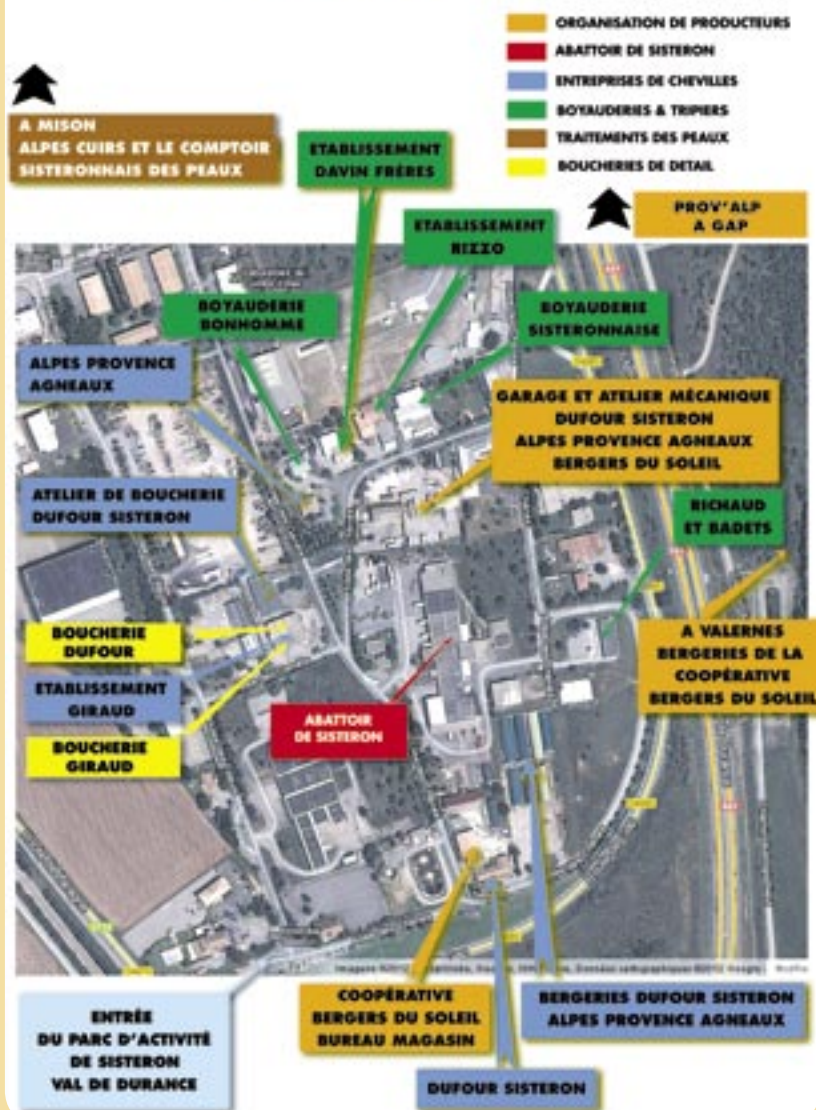 ORGANISATION DE PRODUCTEURS
ABATTOIR DE SISTERON
ENTREPRISES DE CHEVILLES
BOYAUDERIES & TRIPIERS
TRAITEMENTS DES PEAUX
BOUCHERIES DE DETAIL
A MISON
ALPES CUIRS ET LE COMPTOIR
SISTERONNAIS DES PEAUX
ETABLISSEMENT
DAVIN FRÈRES
PROV'ALP
A GAP
ETABLISSEMENT
RIZZO
BOYAUDERIE
BONHOMME
BOYAUDERIE
SISTERONNAISE
ALPES PROVENCE
AGNEAUX
GARAGE ET ATELIER MÉCANIQUE
DUFOUR SISTERON
ALPES PROVENCE AGNEAUX
BERGERS DU SOLEIL
ATELIER DE BOUCHERIE
DUFOUR SISTERON
RICHAUD
ET BADETS
BOUCHERIE
DUFOUR
A VALERNES
BERGERIES DE LA
COOPÉRATIVE
BERGERS DU SOLEIL
ETABLISSEMENT
GIRAUD
ABATTOIR
DE SISTERON
BOUCHERIE
GIRAUD
ENTRÉE
DU PARC D'ACTIVITÉ
DE SISTERON
VAL DE DURANCE
COOPÉRATIVE
BERGERS DU SOLEIL
BUREAU MAGASIN
BERGERIES DUFOUR SISTERON
ALPES PROVENCE AGNEAUX
DUFOUR SISTERON